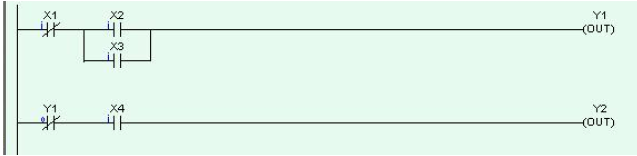 X1 X2 Y1
i i (OUT)
X3
i
Y1 X4 Y2
o i (OUT)